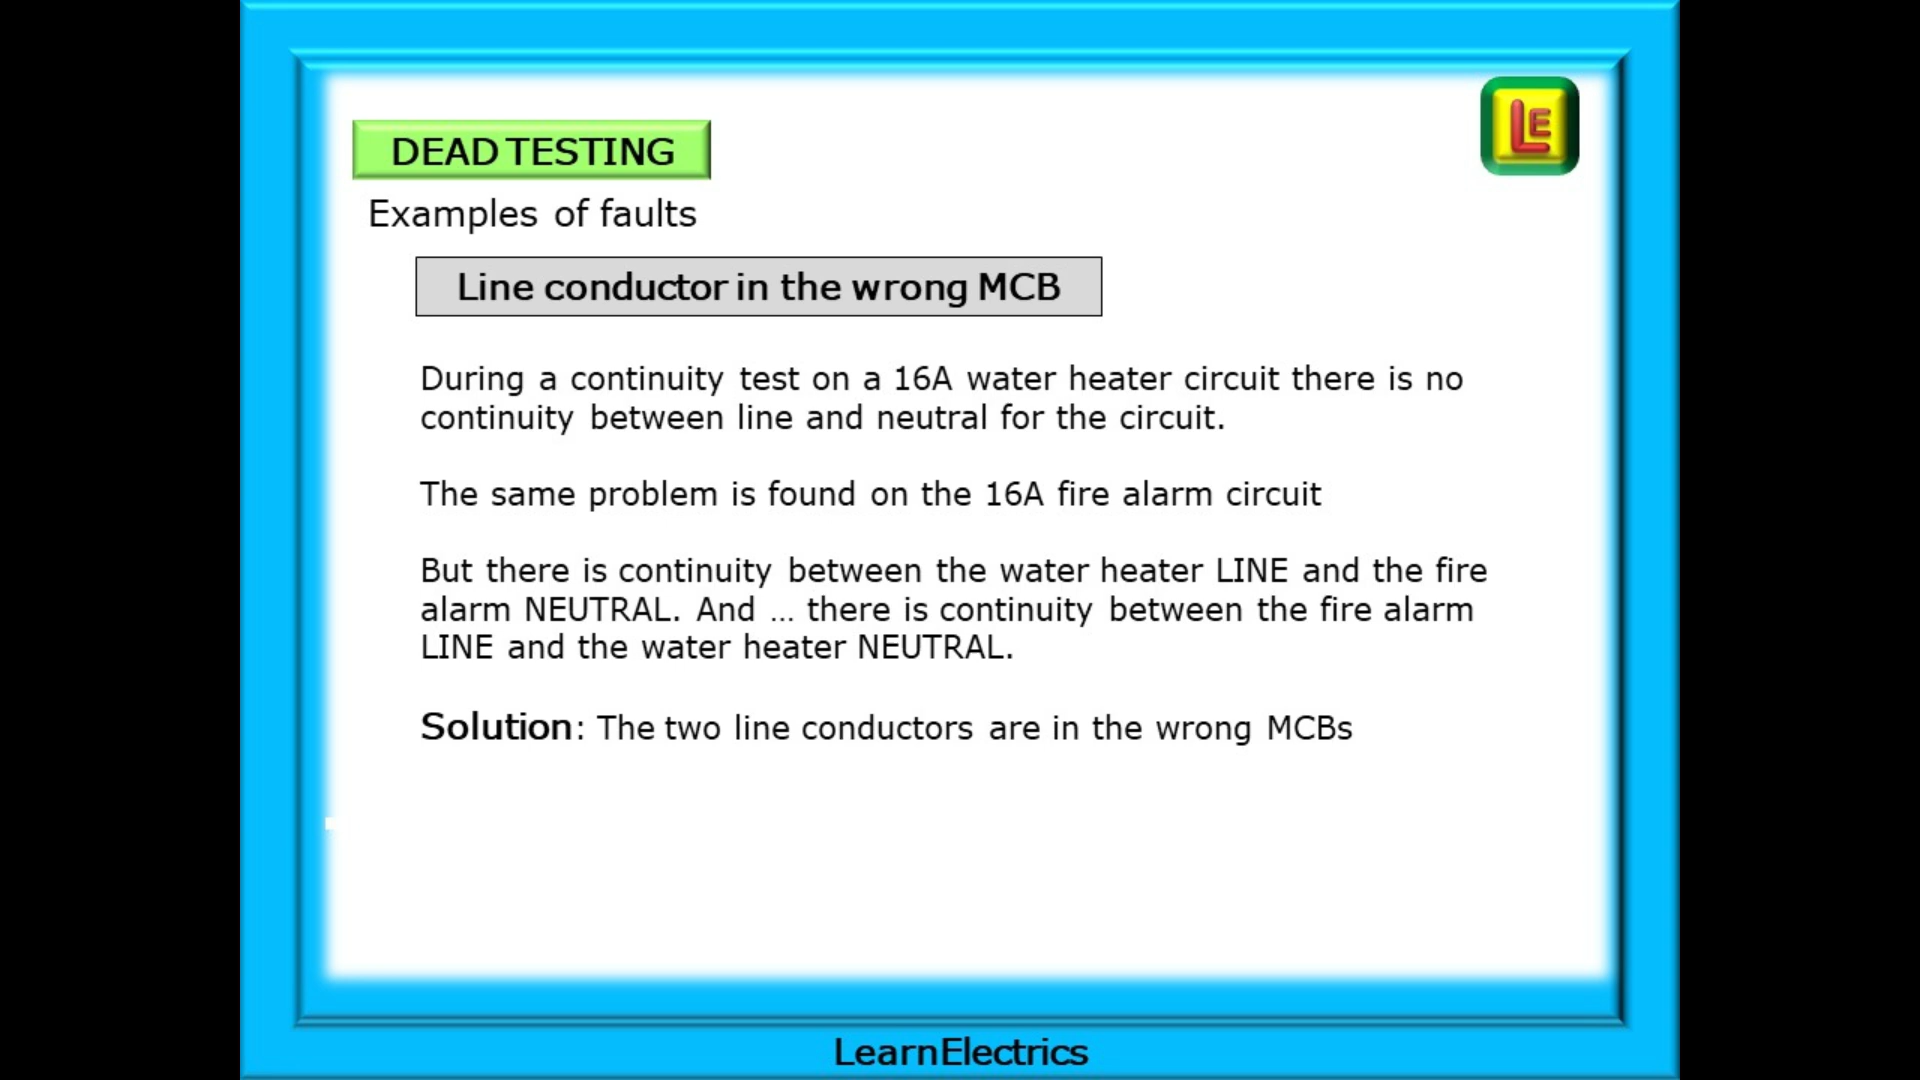 LE
DEAD TESTING
Examples of faults
Line conductor in the wrong MCB
During a continuity test on a 16A water heater circuit there is no
continuity between line and neutral for the circuit.
The same problem is found on the 16A fire alarm circuit
But there is continuity between the water heater LINE and the fire
alarm NEUTRAL. And ... there is continuity between the fire alarm
LINE and the water heater NEUTRAL.
Solution: The two line conductors are in the wrong MCBs
LearnElectrics